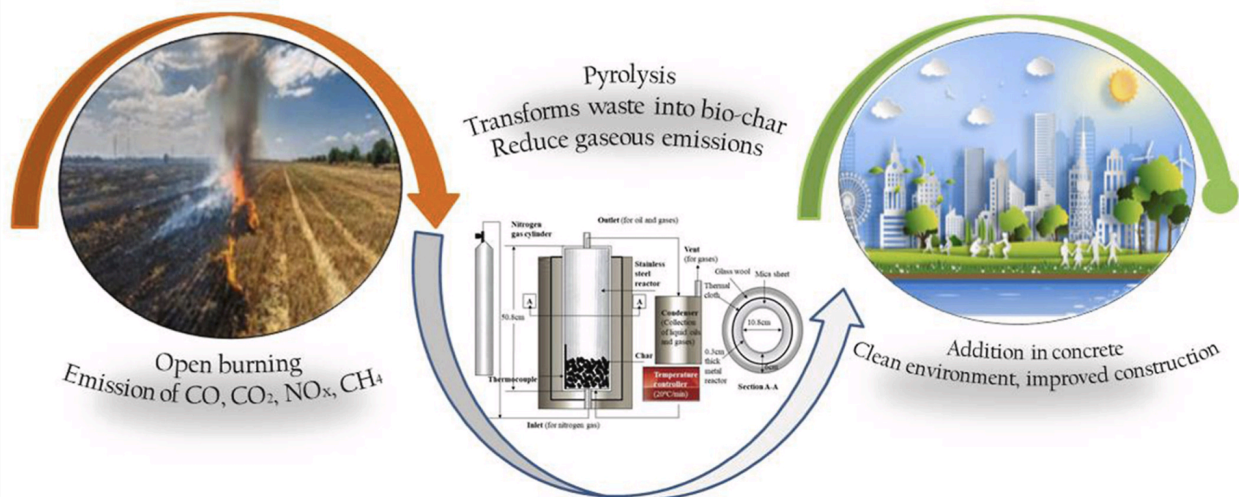 Open burning
Emission of CO, CO₂, NOₓ, CH₄
Pyrolysis
Transforms waste into bio-char
Reduce gaseous emissions
Outlet (for oil and gases)
Nitrogen
gas cylinder
Stainless
steel
reactor
Vent
(for gases)
A
A
50.8cm
Condenser
(Collection
of liquid oils
and gases)
Char
Thermocouple
Temperature
controller
(20°C/min)
Inlet (for nitrogen gas)
Glass wool
Mica sheet
Thermal
cloth
10.8cm
0.3cm
thick
metal
reactor
Section A-A
Addition in concrete
Clean environment, improved construction